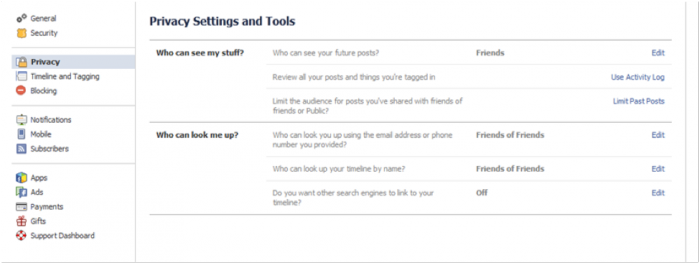 General
Security
Privacy
Timeline and Tagging
Blocking
Notifications
Mobile
Subscribers
Apps
Ads
Payments
Gifts
Support Dashboard
Privacy Settings and Tools
Who can see my stuff? Who can see your future posts? Friends Edit
Review all your posts and things you're tagged in Use Activity Log
Limit the audience for posts you've shared with friends of
friends or Public? Limit Past Posts
Who can look me up? Who can look you up using the email address or phone
number you provided? Friends of Friends Edit
Who can look up your timeline by name? Friends of Friends Edit
Do you want other search engines to link to your
timeline? Off Edit